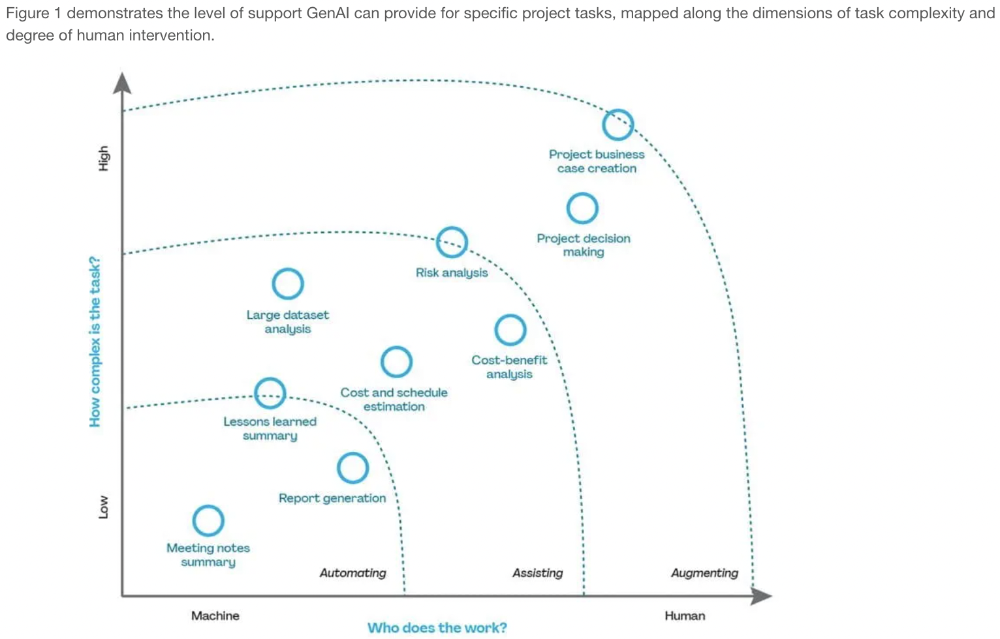 Figure 1 demonstrates the level of support GenAI can provide for specific project tasks, mapped along the dimensions of task complexity and
degree of human intervention.
High
Project business
case creation
Project decision
making
Risk analysis
Large dataset
analysis
How complex is the task?
Cost-benefit
analysis
Cost and schedule
estimation
Lessons learned
summary
Report generation
Low
Meeting notes
summary
Automating
Assisting
Augmenting
Machine
Human
Who does the work?